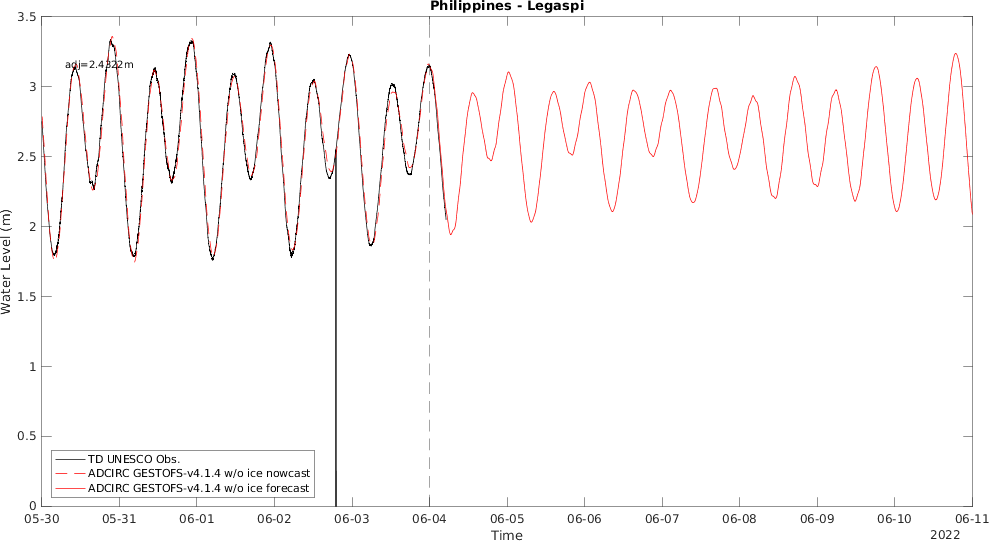 Philippines - Legaspi
3.5
adj=2.4322m
3
2.5
2
1.5
1
0.5
0
Water Level (m)
TD UNESCO Obs.
ADCIRC GESTOFS-v4.1.4 w/o ice nowcast
ADCIRC GESTOFS-v4.1.4 w/o ice forecast
05-30 05-31 06-01 06-02 06-03 06-04 06-05 06-06 06-07 06-08 06-09 06-10 06-11
Time
2022